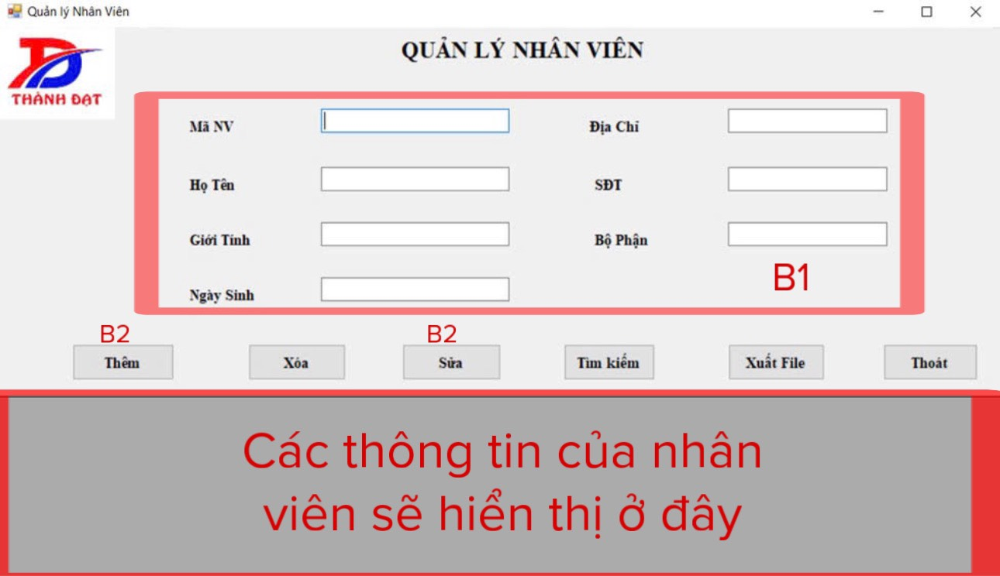 Quản lý Nhân Viên
THÀNH ĐẠT
QUẢN LÝ NHÂN VIÊN
Mã NV
Địa Chỉ
Họ Tên
SĐT
Giới Tính
Bộ Phận
Ngày Sinh
B1
B2
B2
Thêm
Xóa
Sửa
Tìm kiếm
Xuất File
Thoát
Các thông tin của nhân
viên sẽ hiển thị ở đây